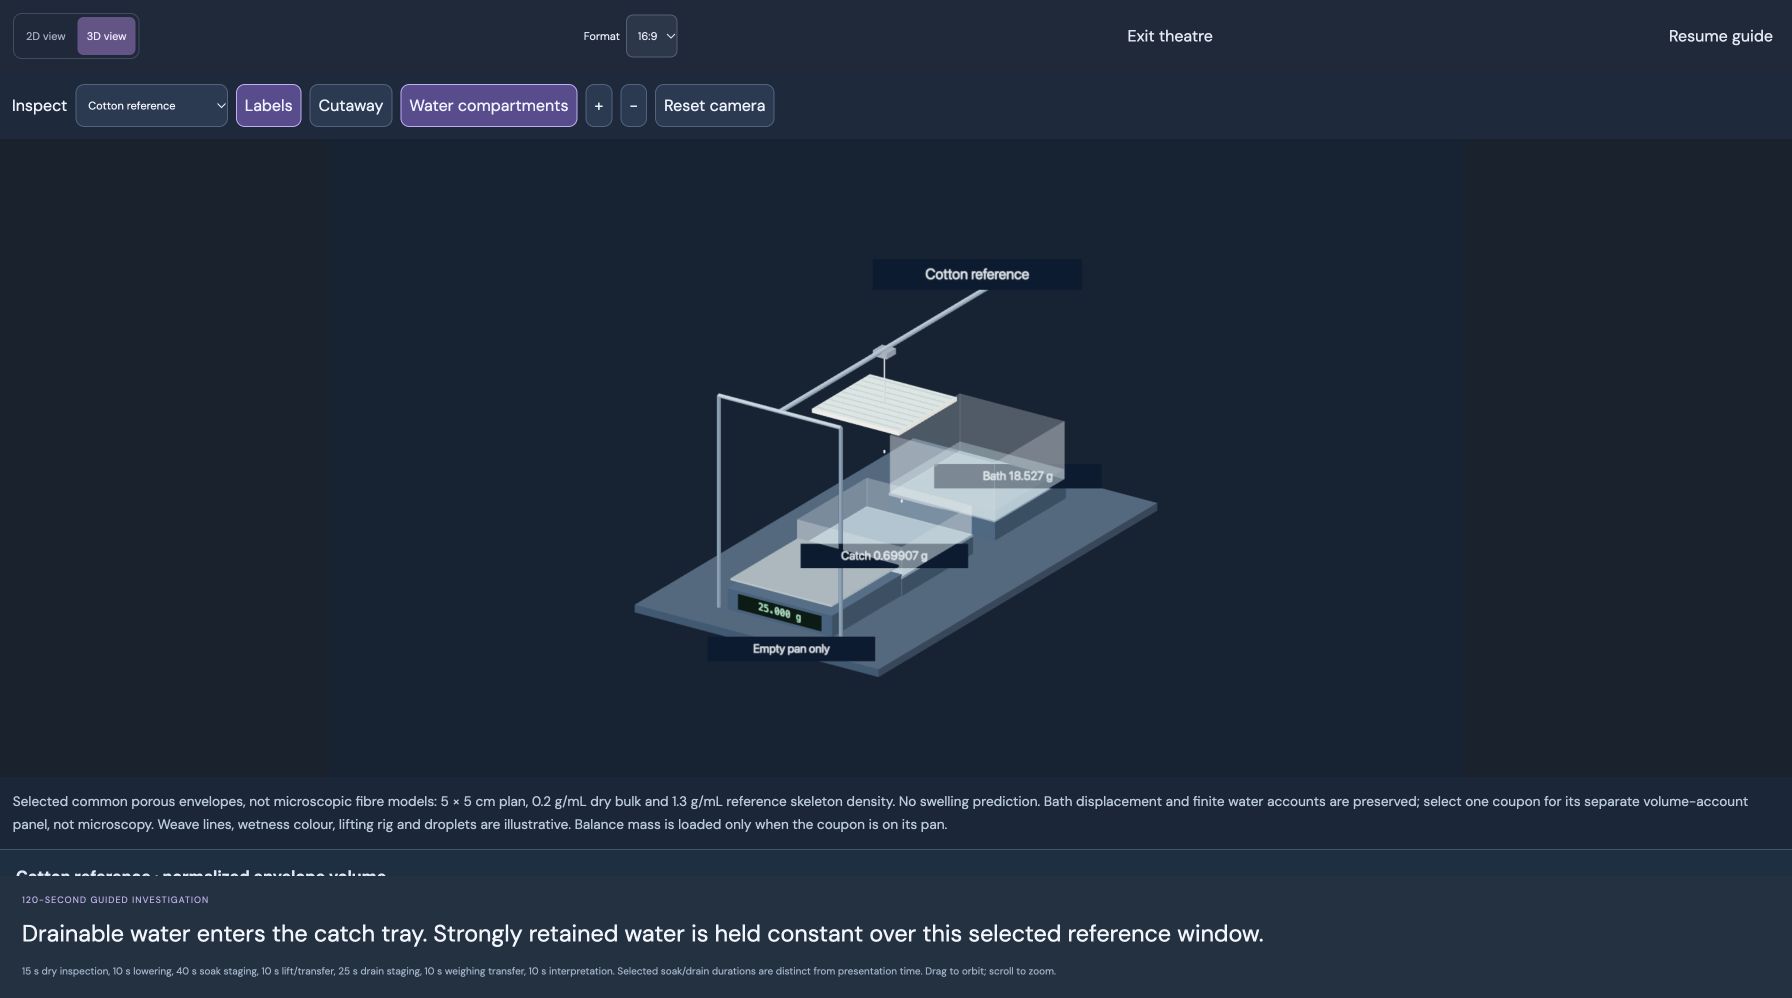 2D view
3D view
Format
16:9
Exit theatre
Resume guide
Inspect
Cotton reference
Labels
Cutaway
Water compartments
+
-
Reset camera
Cotton reference
Bath 18.527 g
Catch 0.69907 g
25.000 g
Empty pan only
Selected common porous envelopes, not microscopic fibre models: 5 × 5 cm plan, 0.2 g/mL dry bulk and 1.3 g/mL reference skeleton density. No swelling prediction. Bath displacement and finite water accounts are preserved; select one coupon for its separate volume-account
panel, not microscopy. Weave lines, wetness colour, lifting rig and droplets are illustrative. Balance mass is loaded only when the coupon is on its pan.
Cotton reference · normalized envelope volume
120-SECOND GUIDED INVESTIGATION
Drainable water enters the catch tray. Strongly retained water is held constant over this selected reference window.
15 s dry inspection, 10 s lowering, 40 s soak staging, 10 s lift/transfer, 25 s drain staging, 10 s weighing transfer, 10 s interpretation. Selected soak/drain durations are distinct from presentation time. Drag to orbit; scroll to zoom.